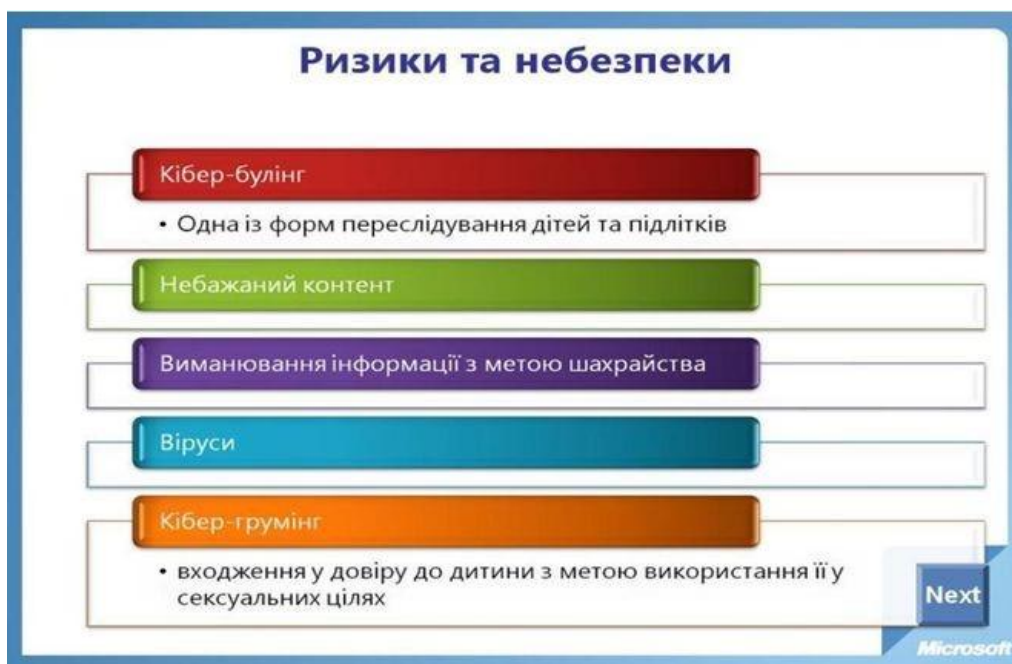 Ризики та небезпеки
Кібер-булінг
• Одна із форм переслідування дітей та підлітків
Небажаний контент
Виманювання інформації з метою шахрайства
Віруси
Кібер-грумінг
• входження у довіру до дитини з метою використання її у
сексуальних цілях
Next
Microsoft